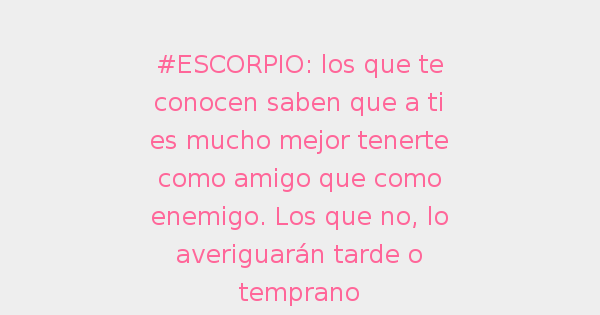 #ESCORPIO: los que te
conocen saben que a ti
es mucho mejor tenerte
como amigo que como
enemigo. Los que no, lo
averiguarán tarde o
temprano